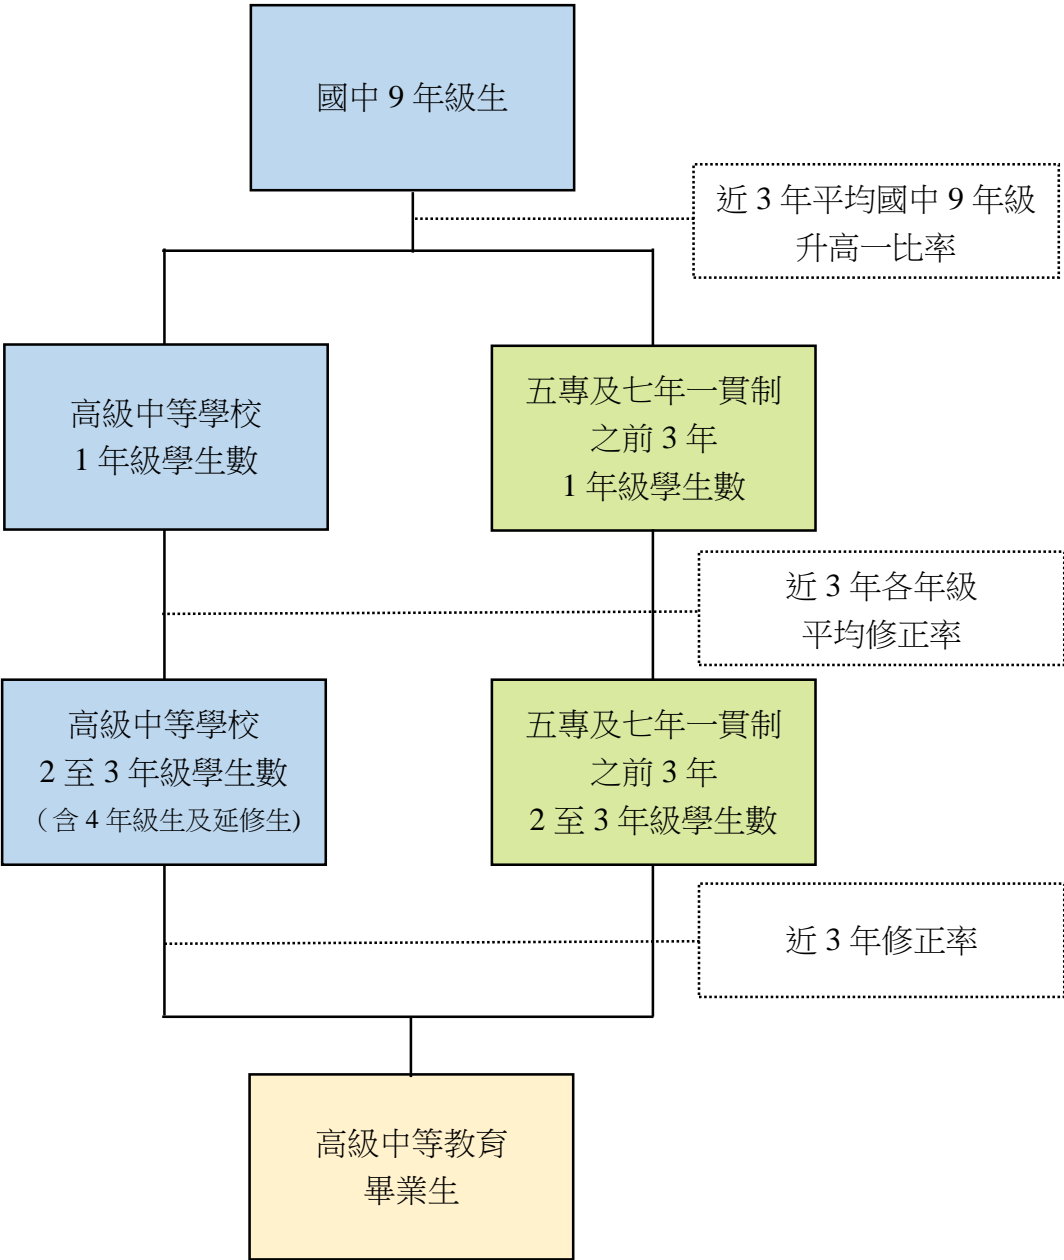 國中 9 年級生
近 3 年平均國中 9 年級
升高一比率
高級中等學校
1 年級學生數
五專及七年一貫制
之前 3 年
1 年級學生數
近 3 年各年級
平均修正率
高級中等學校
2 至 3 年級學生數
（含 4 年級生及延修生)
五專及七年一貫制
之前 3 年
2 至 3 年級學生數
近 3 年修正率
高級中等教育
畢業生